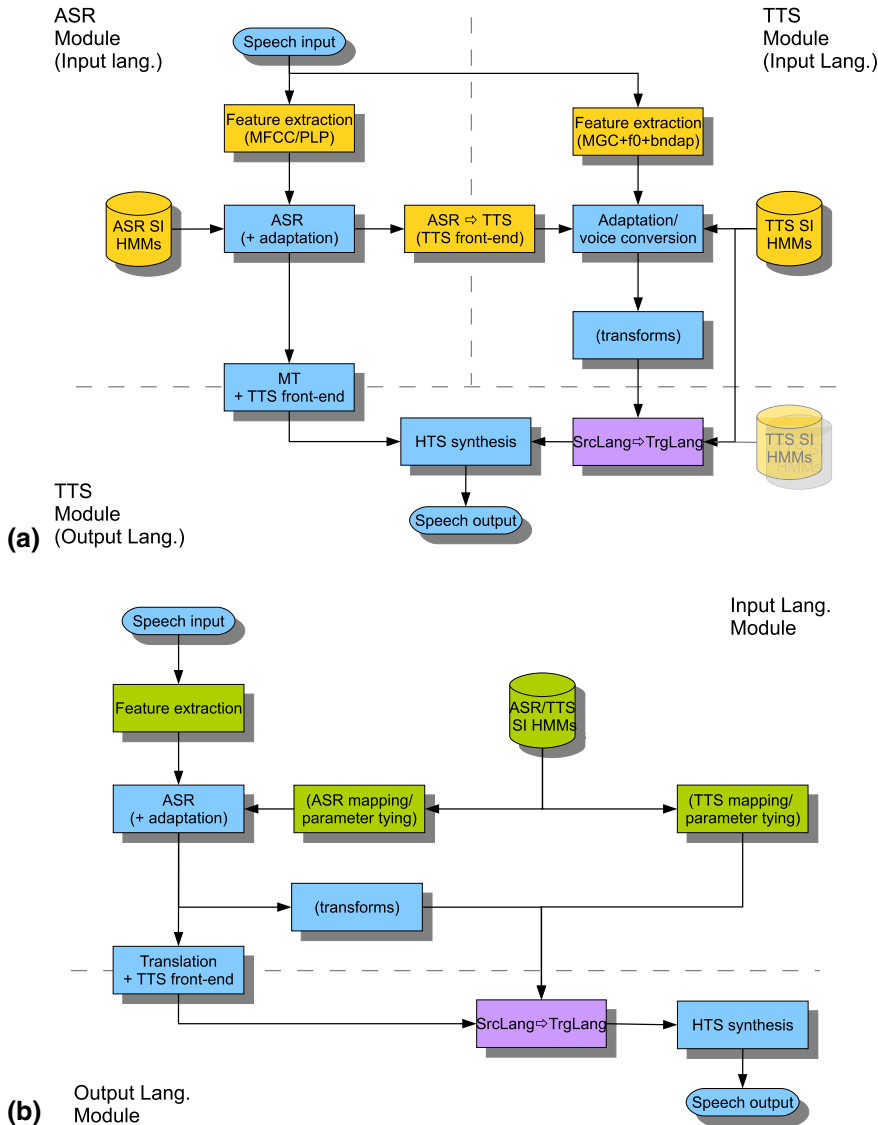 ASR
Module
(Input lang.)
Speech input
TTS
Module
(Input Lang.)
Feature extraction
(MFCC/PLP)
Feature extraction
(MGC+f0+bndap)
ASR SI
HMMs
ASR
(+ adaptation)
ASR ⇨ TTS
(TTS front-end)
Adaptation/
voice conversion
TTS SI
HMMs
(transforms)
MT
+ TTS front-end
HTS synthesis
SrcLang⇨TrgLang
TTS SI
HMMs
Speech output
TTS
Module
(Output Lang.)
(a)
Speech input
Input Lang.
Module
Feature extraction
ASR/TTS
SI HMMs
ASR
(+ adaptation)
(ASR mapping/
parameter tying)
(TTS mapping/
parameter tying)
(transforms)
Translation
+ TTS front-end
SrcLang⇨TrgLang
HTS synthesis
Speech output
Output Lang.
Module
(b)